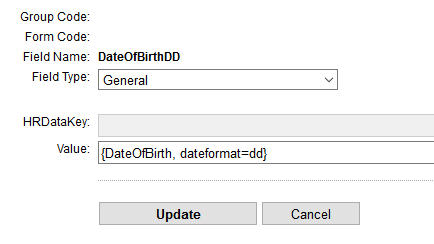 Group Code:
Form Code:
Field Name: DateOfBirthDD
Field Type: General
HRDataKey:
Value: {DateOfBirth, dateformat=dd}
Update Cancel